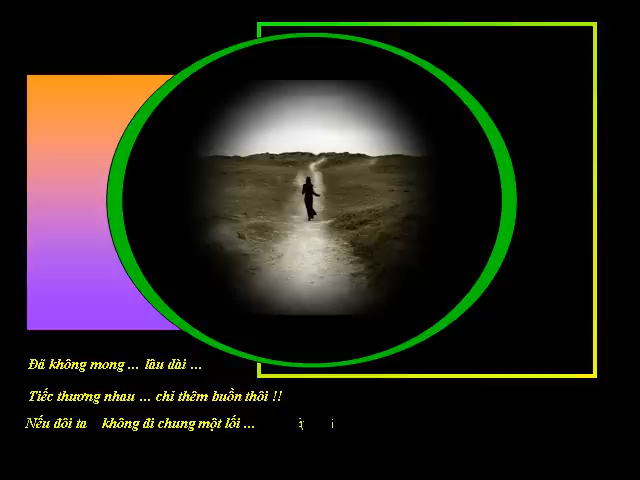 Đã không mong ... lâu dài ...
Tiếc thương nhau ... chỉ thêm buồn thôi !!
Nếu đôi ta không đi chung một lối ...